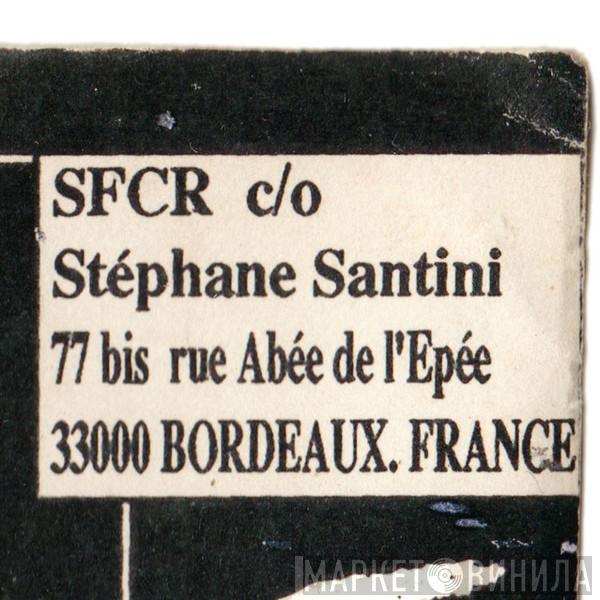 SFCR c/o
Stéphane Santini
77 bis rue Abée de l'Epée
33000 BORDEAUX. FRANCE
МАРКЕТ ВИНИЛА